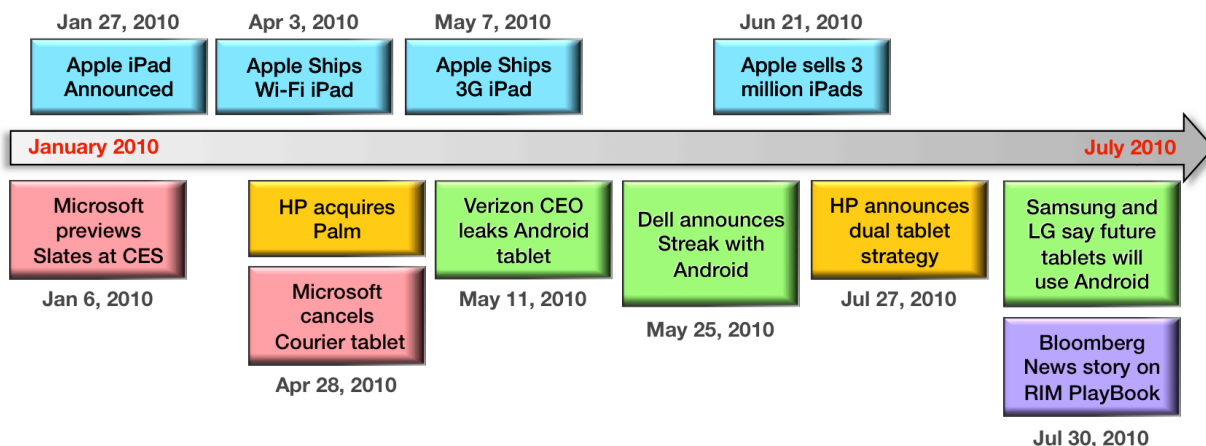 Jan 27, 2010
Apple iPad
Announced
Apr 3, 2010
Apple Ships
Wi-Fi iPad
May 7, 2010
Apple Ships
3G iPad
Jun 21, 2010
Apple sells 3
million iPads
January 2010
July 2010
Microsoft
previews
Slates at CES
Jan 6, 2010
HP acquires
Palm
Microsoft
cancels
Courier tablet
Apr 28, 2010
Verizon CEO
leaks Android
tablet
May 11, 2010
Dell announces
Streak with
Android
May 25, 2010
HP announces
dual tablet
strategy
Jul 27, 2010
Samsung and
LG say future
tablets will
use Android
Bloomberg
News story on
RIM PlayBook
Jul 30, 2010